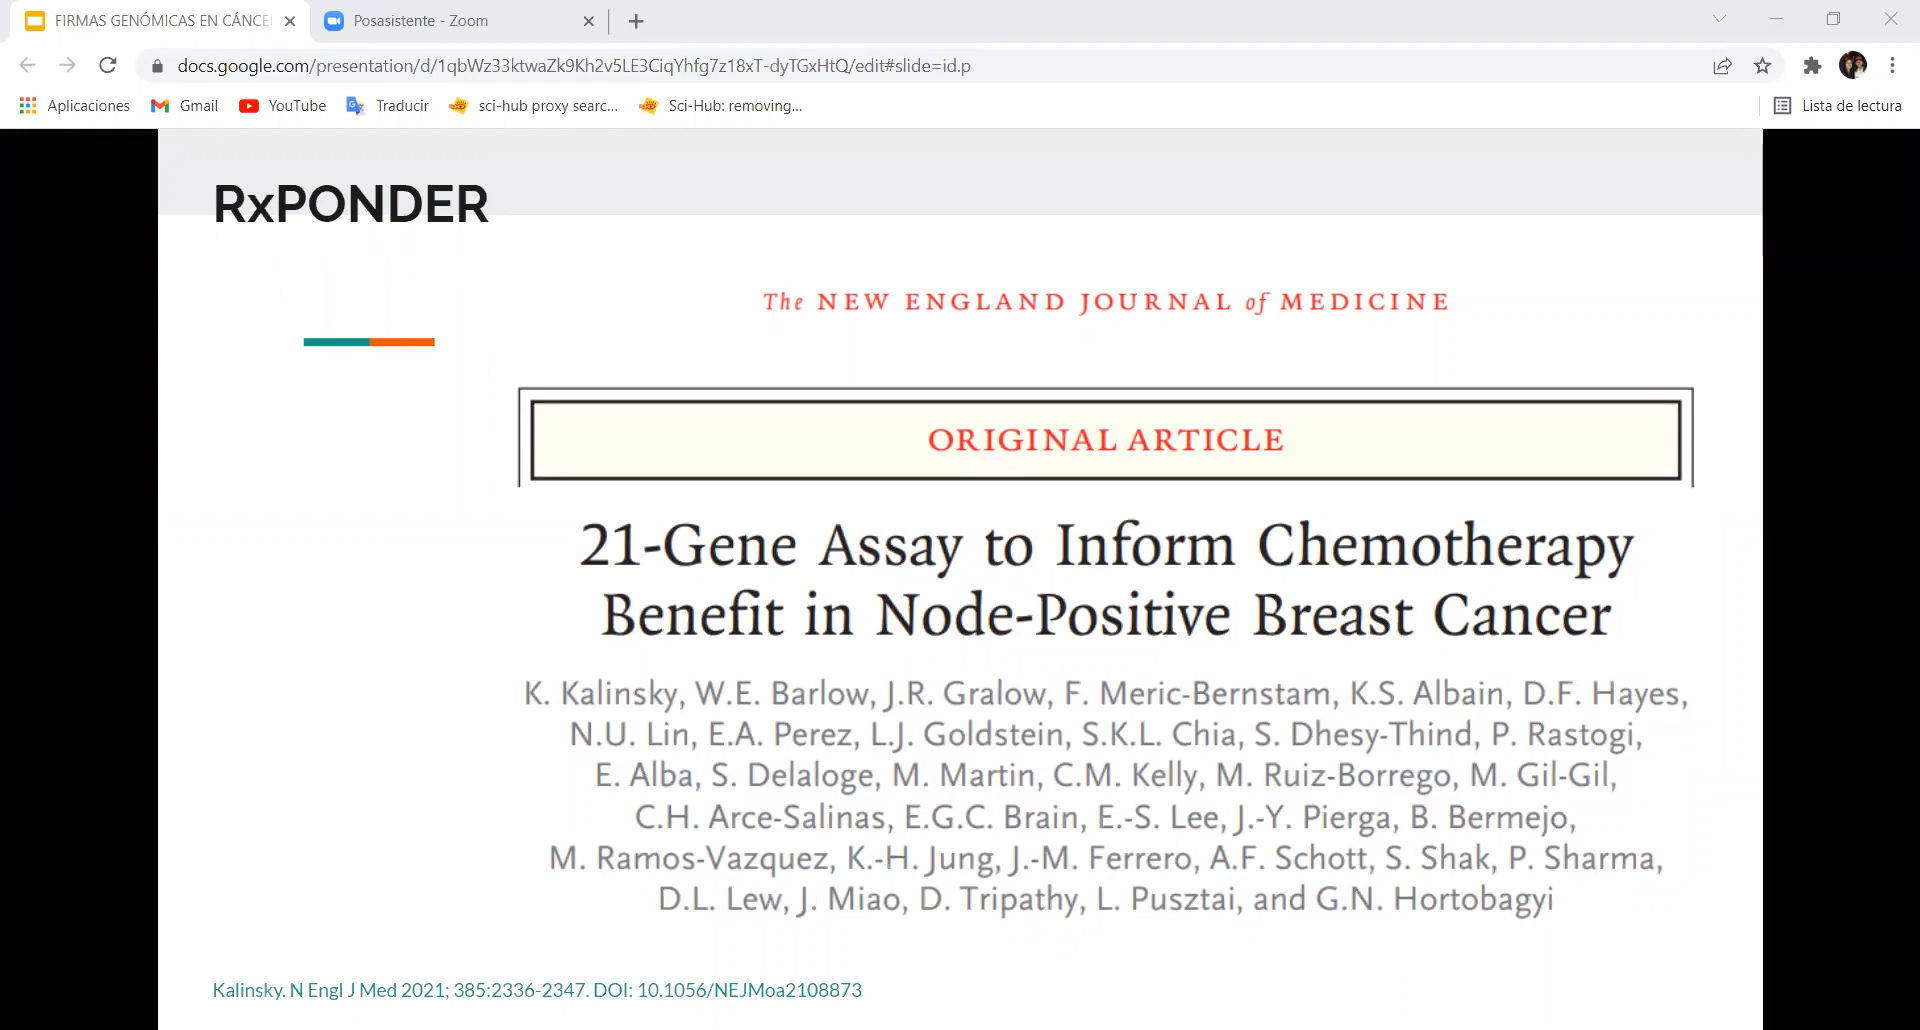 FIRMAS GENÓMICAS EN CÁNCE
Posasistente - Zoom
docs.google.com/presentation/d/1qbWz33ktwaZk9Kh2v5LE3CiqYhfg7z18xT-dyTGxHtQ/edit#slide=id.p
Aplicaciones Gmail YouTube Traducir sci-hub proxy searc... Sci-Hub: removing... Lista de lectura
RxPONDER
The NEW ENGLAND JOURNAL of MEDICINE
ORIGINAL ARTICLE
21-Gene Assay to Inform Chemotherapy
Benefit in Node-Positive Breast Cancer
K. Kalinsky, W.E. Barlow, J.R. Gralow, F. Meric-Bernstam, K.S. Albain, D.F. Hayes,
N.U. Lin, E.A. Perez, L.J. Goldstein, S.K.L. Chia, S. Dhesy-Thind, P. Rastogi,
E. Alba, S. Delaloge, M. Martin, C.M. Kelly, M. Ruiz-Borrego, M. Gil-Gil,
C.H. Arce-Salinas, E.G.C. Brain, E.-S. Lee, J.-Y. Pierga, B. Bermejo,
M. Ramos-Vazquez, K.-H. Jung, J.-M. Ferrero, A.F. Schott, S. Shak, P. Sharma,
D.L. Lew, J. Miao, D. Tripathy, L. Pusztai, and G.N. Hortobagyi
Kalinsky. N Engl J Med 2021; 385:2336-2347. DOI: 10.1056/NEJMoa2108873